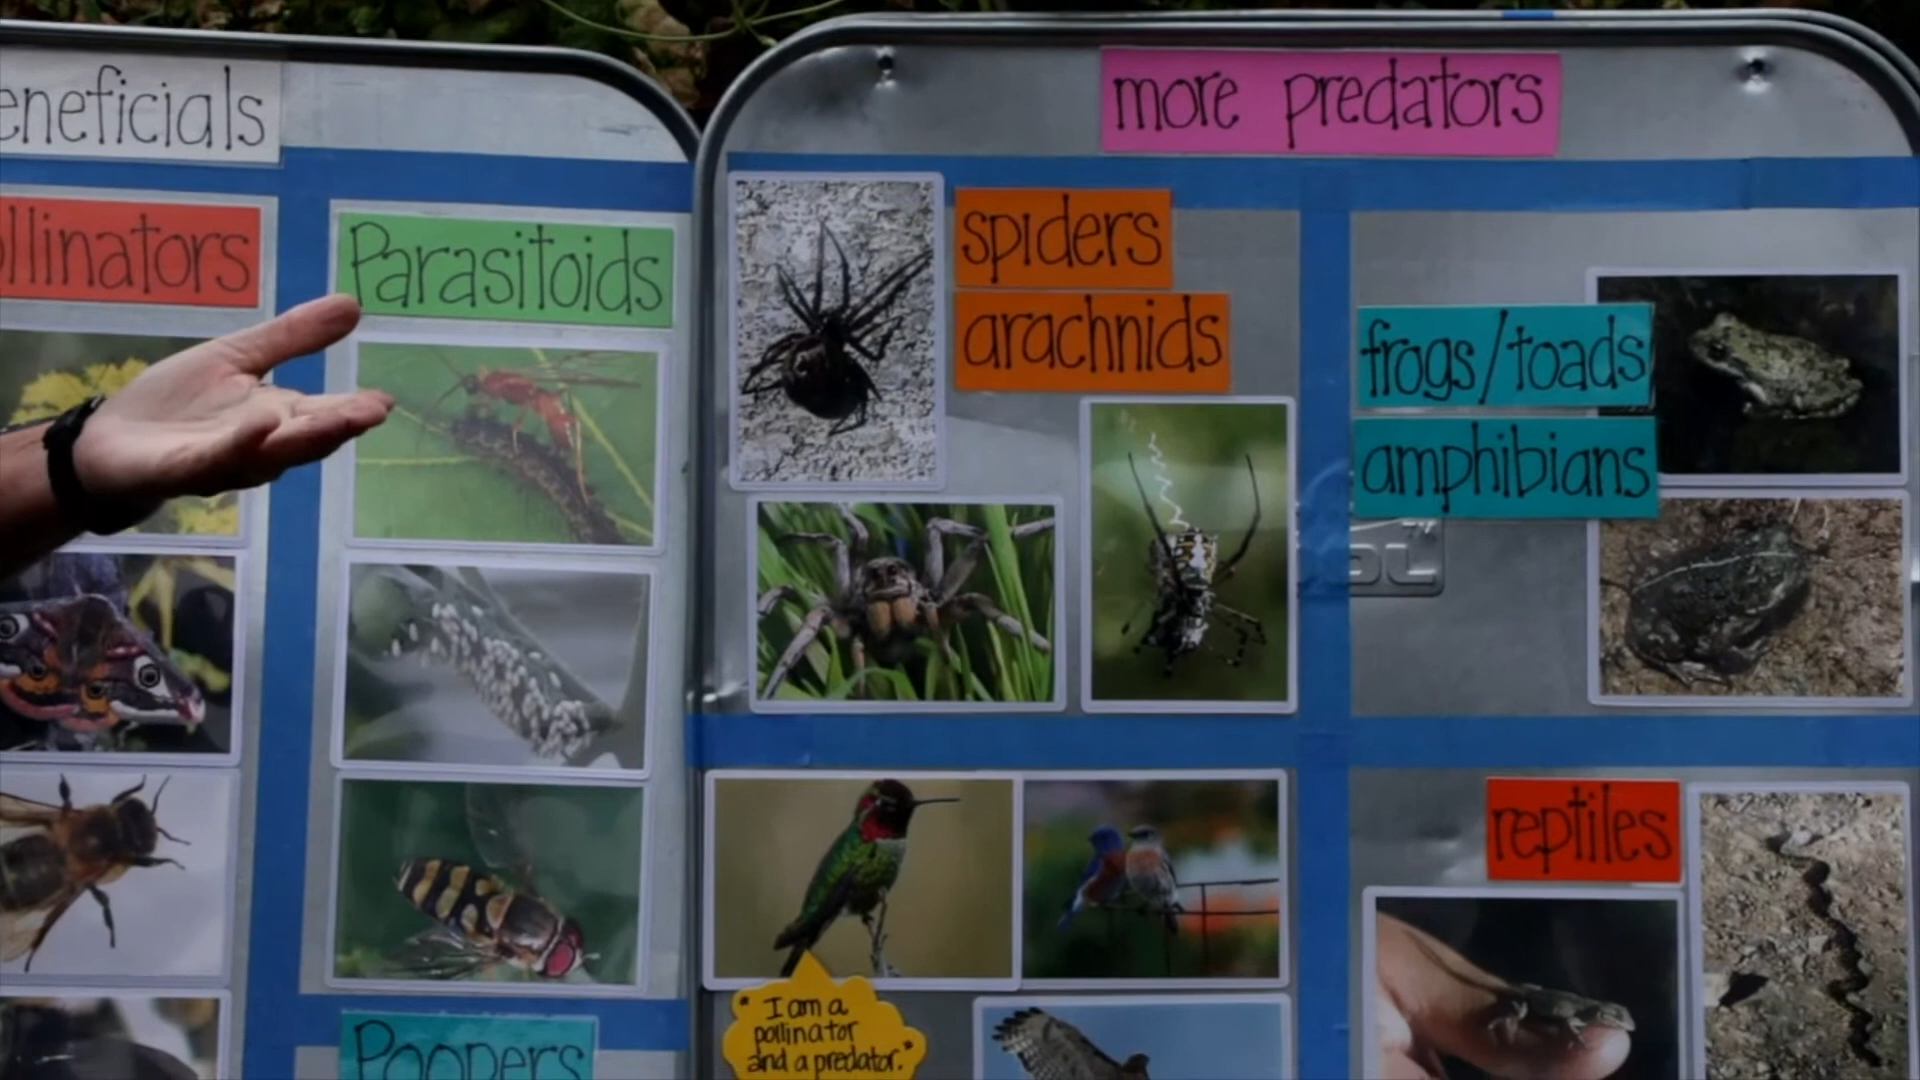 eneficials
llinators
Parasitoids
Poopers
more predators
spiders
arachnids
frogs/toads
amphibians
reptiles
"I am a
pollinator
and a predator."